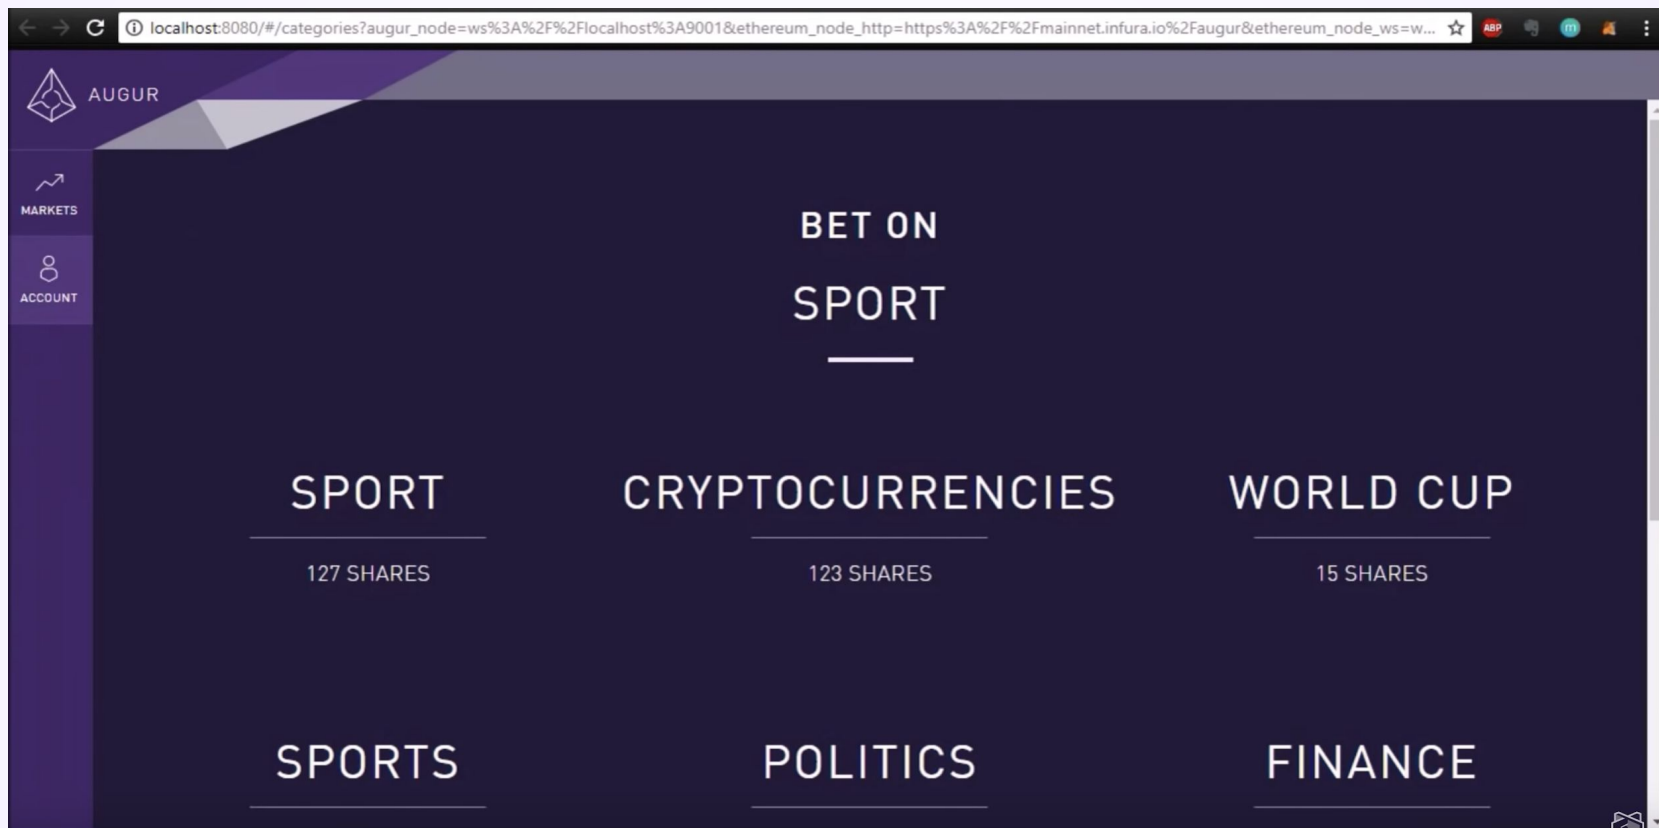 localhost:8080/#/categories?augur_node=ws%3A%2F%2Flocalhost%3A9001&ethereum_node_http=https%3A%2F%2Fmainnet.infura.io%2Faugur&ethereum_node_ws=w...
ABP
m
AUGUR
MARKETS
ACCOUNT
BET ON
SPORT
SPORT
CRYPTOCURRENCIES
WORLD CUP
127 SHARES
123 SHARES
15 SHARES
SPORTS
POLITICS
FINANCE